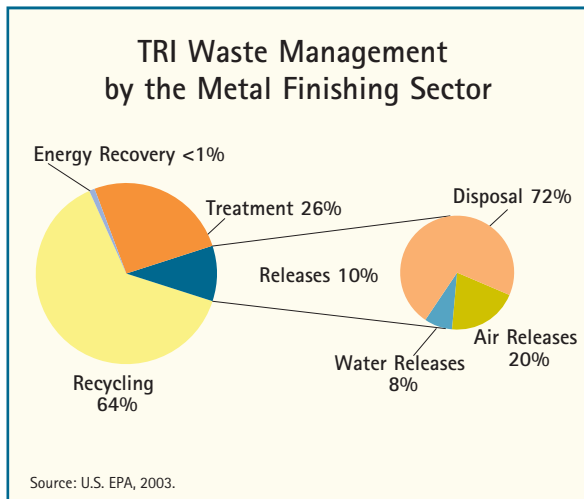 TRI Waste Management
by the Metal Finishing Sector
Energy Recovery <1%
Treatment 26%
Releases 10%
Recycling
64%
Disposal 72%
Air Releases
20%
Water Releases
8%
Source: U.S. EPA, 2003.